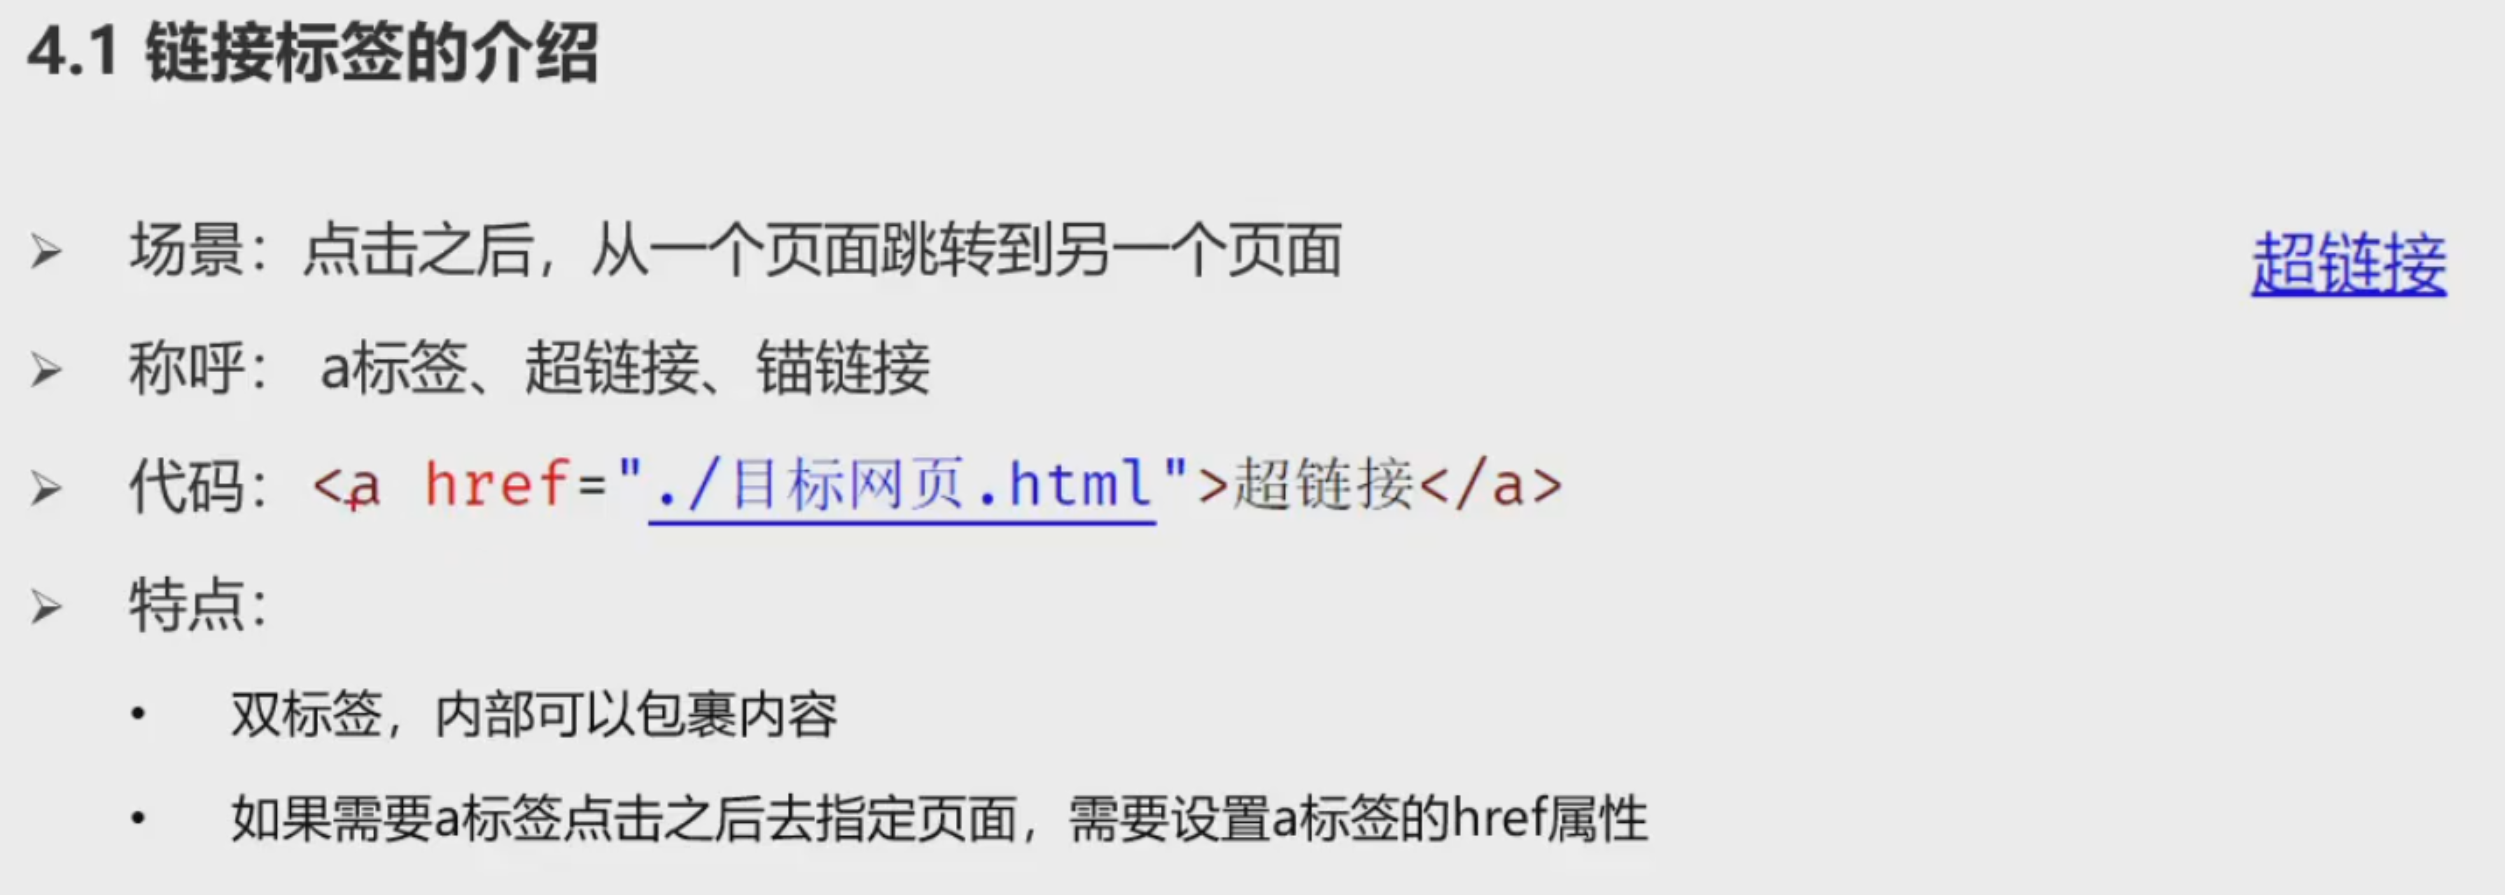 4.1 链接标签的介绍
场景：点击之后，从一个页面跳转到另一个页面
超链接
称呼： a标签、超链接、锚链接
代码：<a href="./目标网页.html">超链接</a>
特点：
双标签，内部可以包裹内容
如果需要a标签点击之后去指定页面，需要设置a标签的href属性